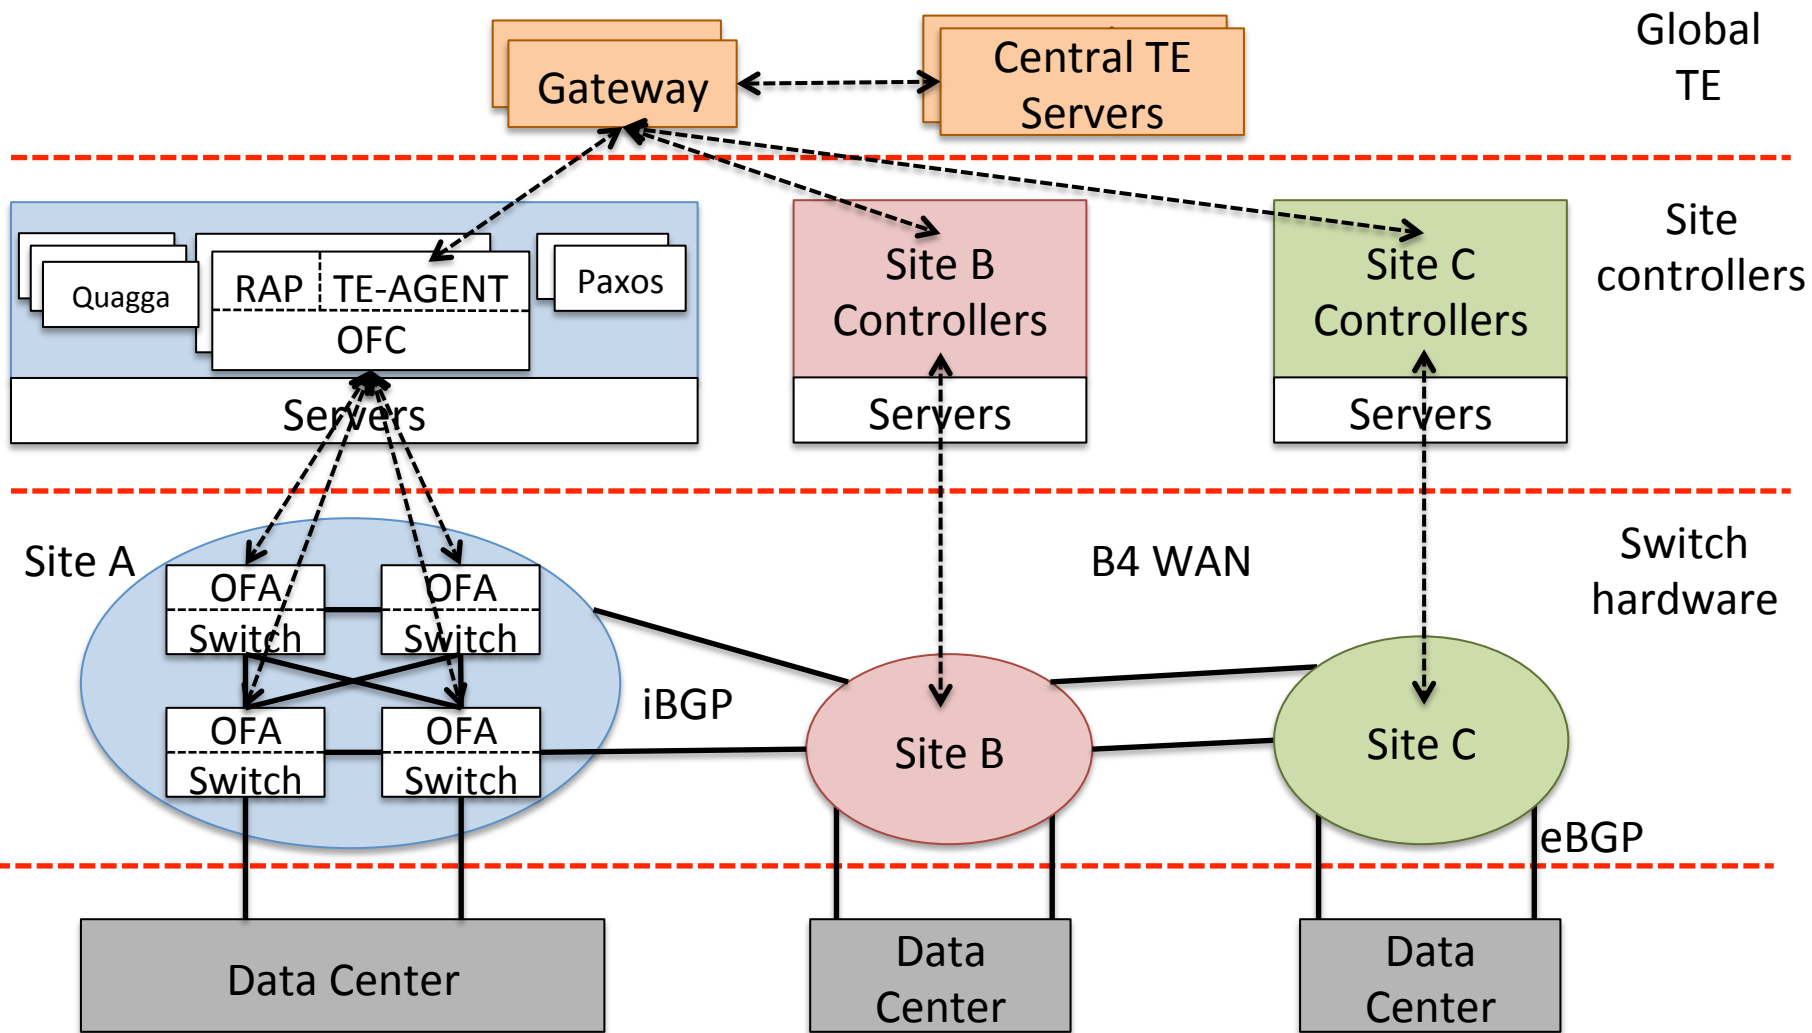 Gateway
Central TE
Servers
Global
TE
Quagga
RAP
TE-AGENT
OFC
Paxos
Servers
Site B
Controllers
Servers
Site C
Controllers
Servers
Site
controllers
Site A
OFA
Switch
OFA
Switch
OFA
Switch
OFA
Switch
iBGP
B4 WAN
Site B
Site C
Switch
hardware
eBGP
Data Center
Data
Center
Data
Center